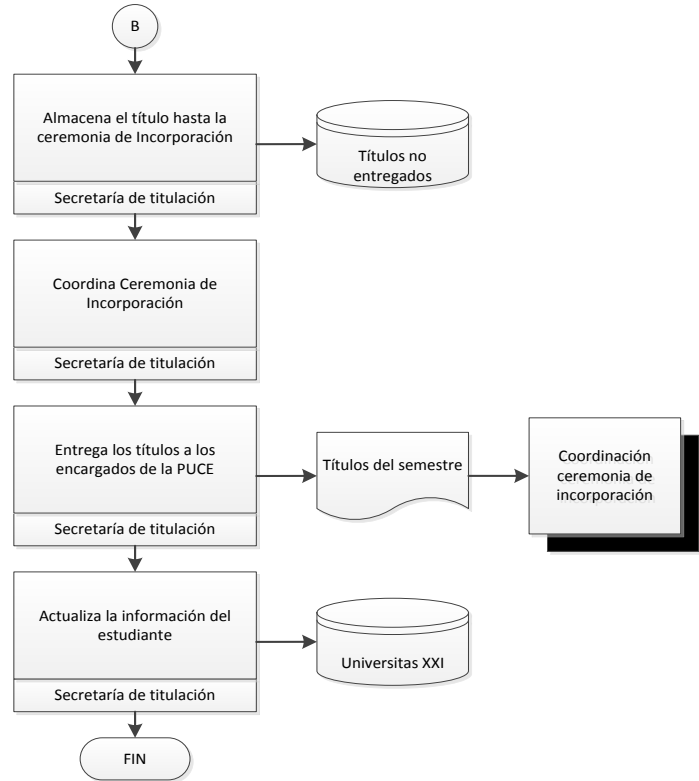 B
Almacena el título hasta la
ceremonia de Incorporación
Títulos no
entregados
Secretaría de titulación
Coordina Ceremonia de
Incorporación
Secretaría de titulación
Entrega los títulos a los
encargados de la PUCE
Títulos del semestre
Coordinación
ceremonia de
incorporación
Secretaría de titulación
Actualiza la información del
estudiante
Universitas XXI
Secretaría de titulación
FIN